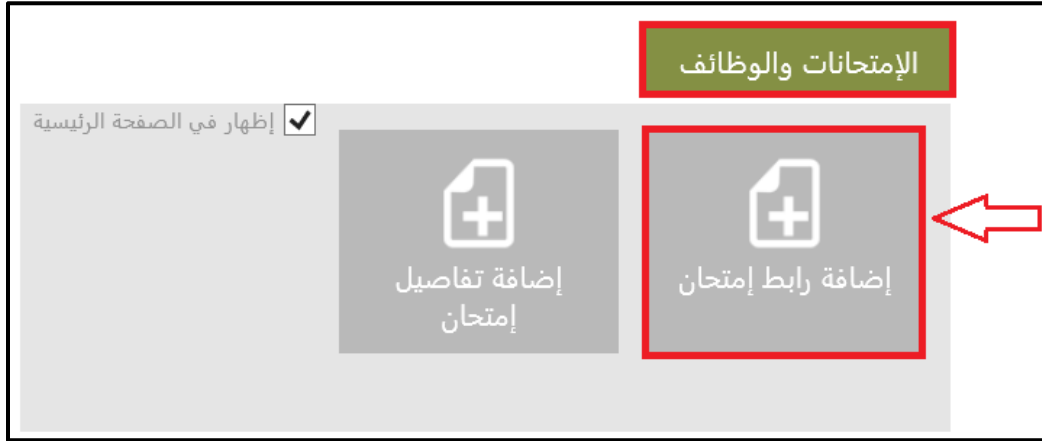 الإمتحانات والوظائف
إظهار في الصفحة الرئيسية
إضافة رابط إمتحان
إضافة تفاصيل
إمتحان